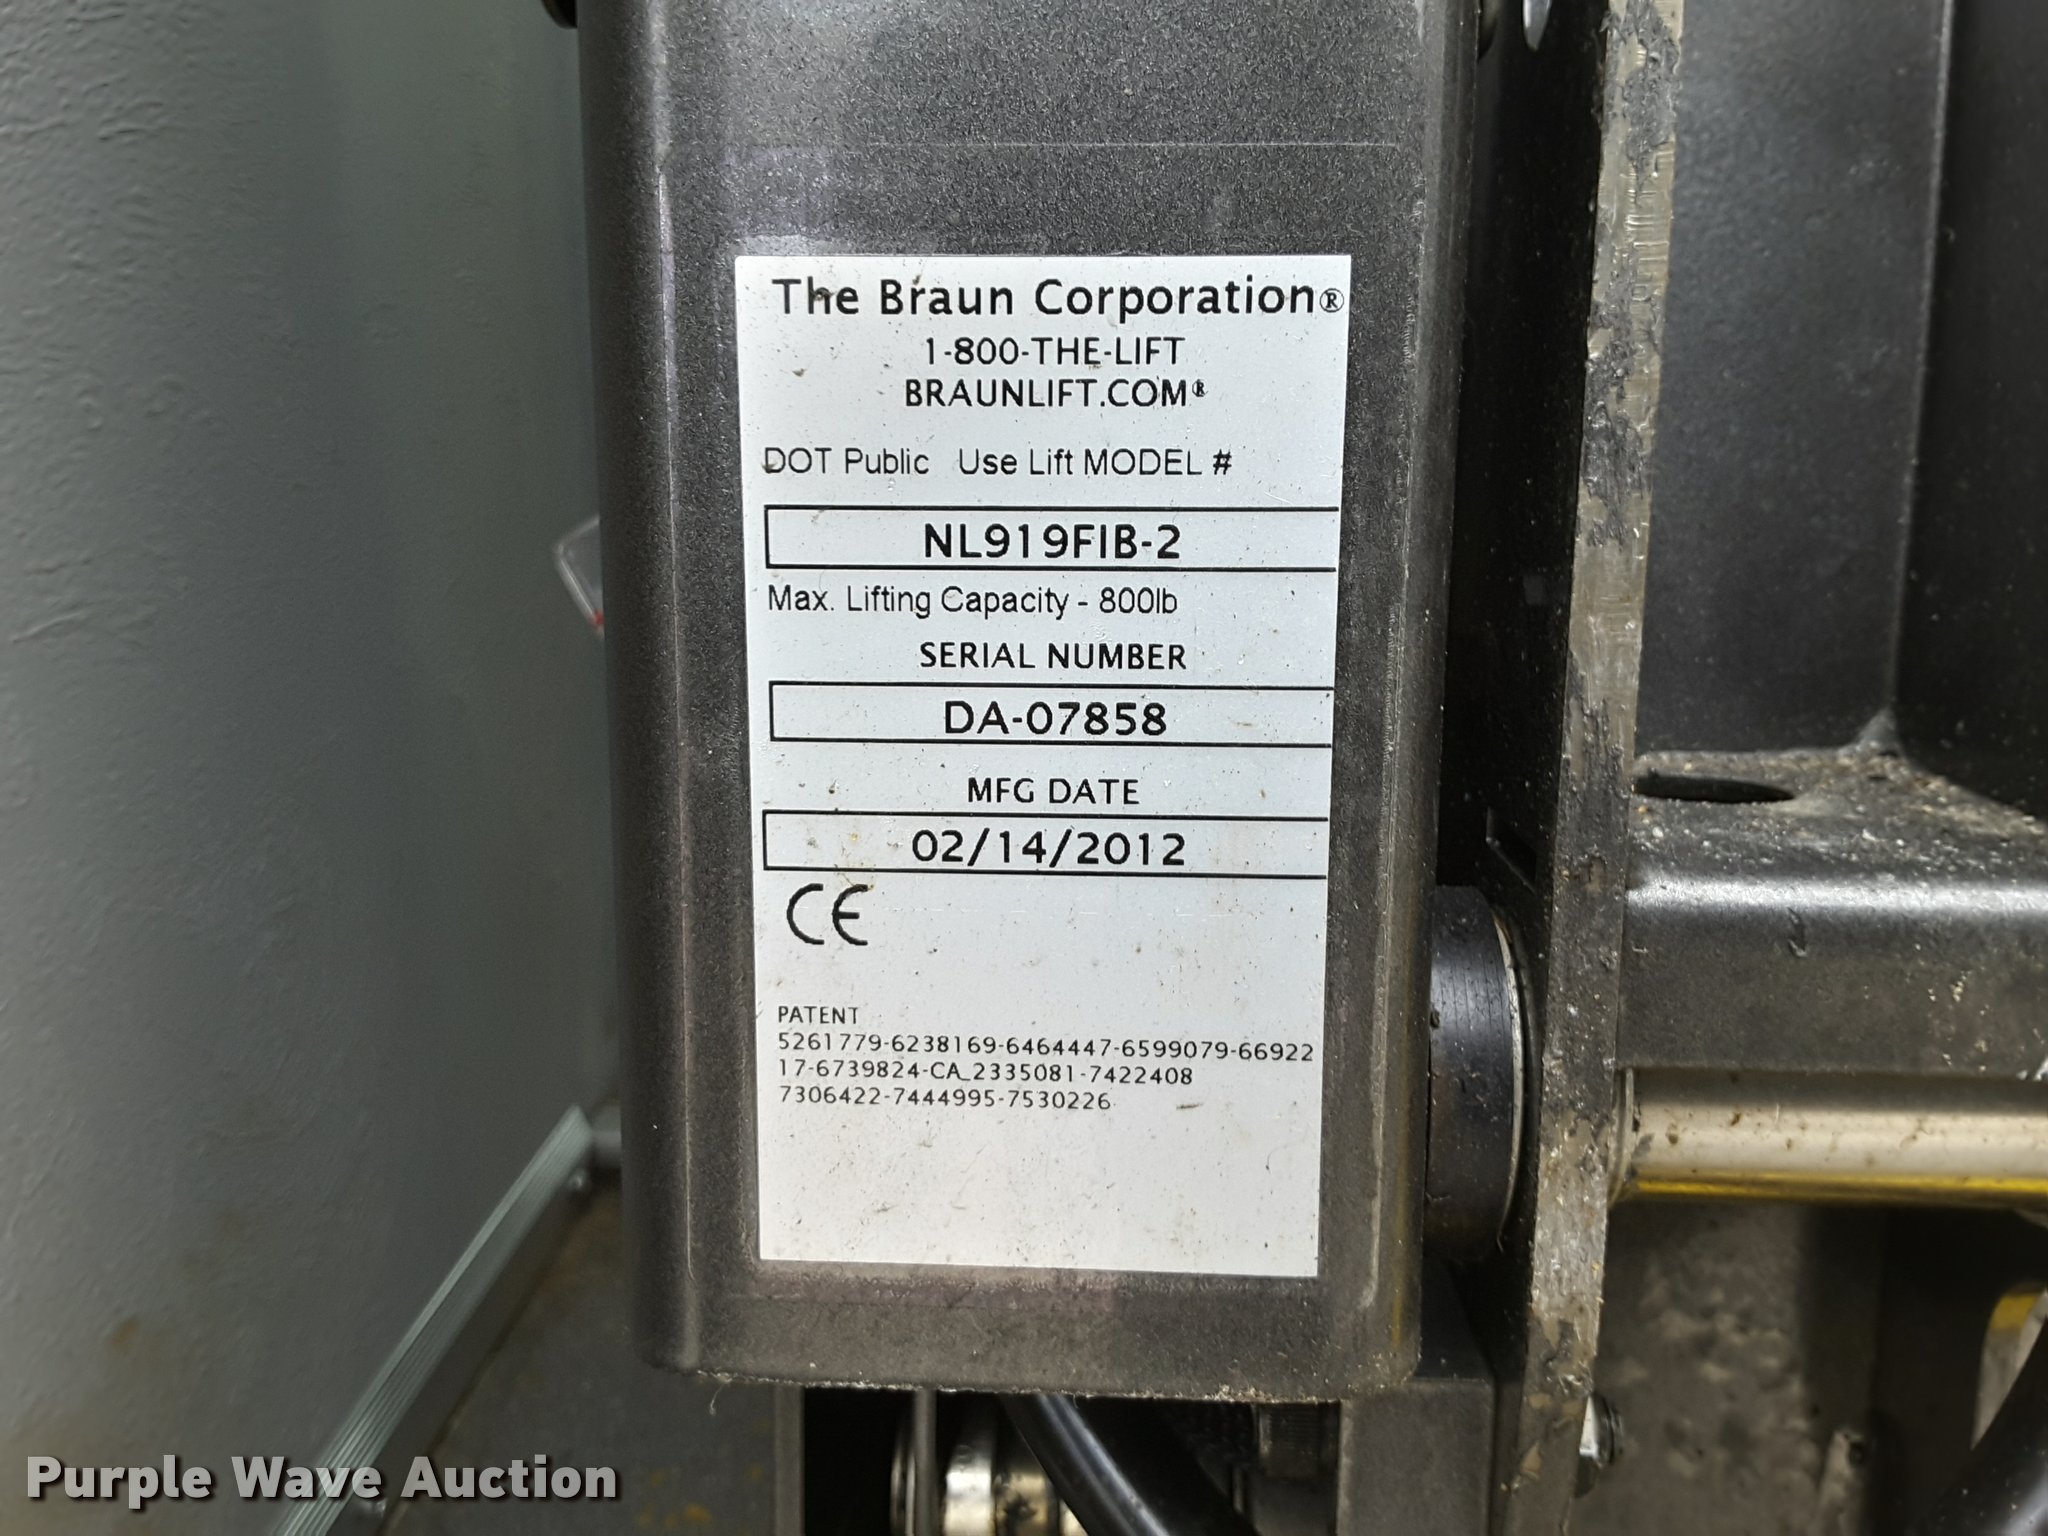 The Braun Corporation®
1-800-THE-LIFT
BRAUNLIFT.COM®
DOT Public Use Lift MODEL #
NL919FIB-2
Max. Lifting Capacity - 800lb
SERIAL NUMBER
DA-07858
MFG DATE
02/14/2012
CE
PATENT
5261779-6238169-6464447-6599079-66922
17-6739824-CA_2335081-7422408
7306422-7444995-7530226
Purple Wave Auction